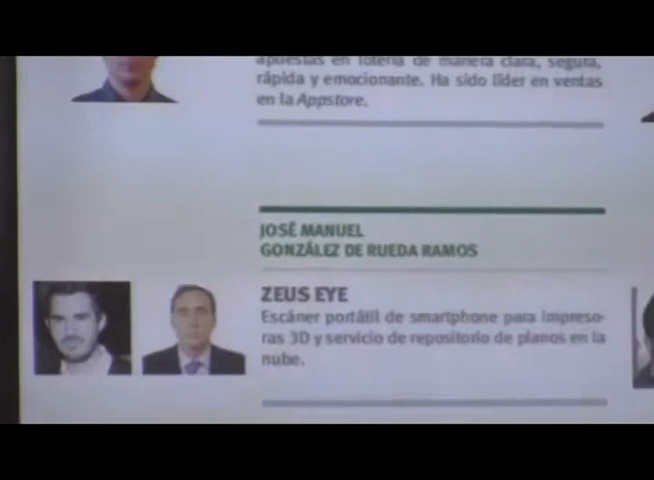 apuestas en lotería de manera clara, segura,
rápida y emocionante. Ha sido líder en ventas
en la Appstore.
JOSÉ MANUEL
GONZÁLEZ DE RUEDA RAMOS
ZEUS EYE
Escáner portátil de smartphone para impreso-
ras 3D y servicio de repositorio de planos en la
nube.